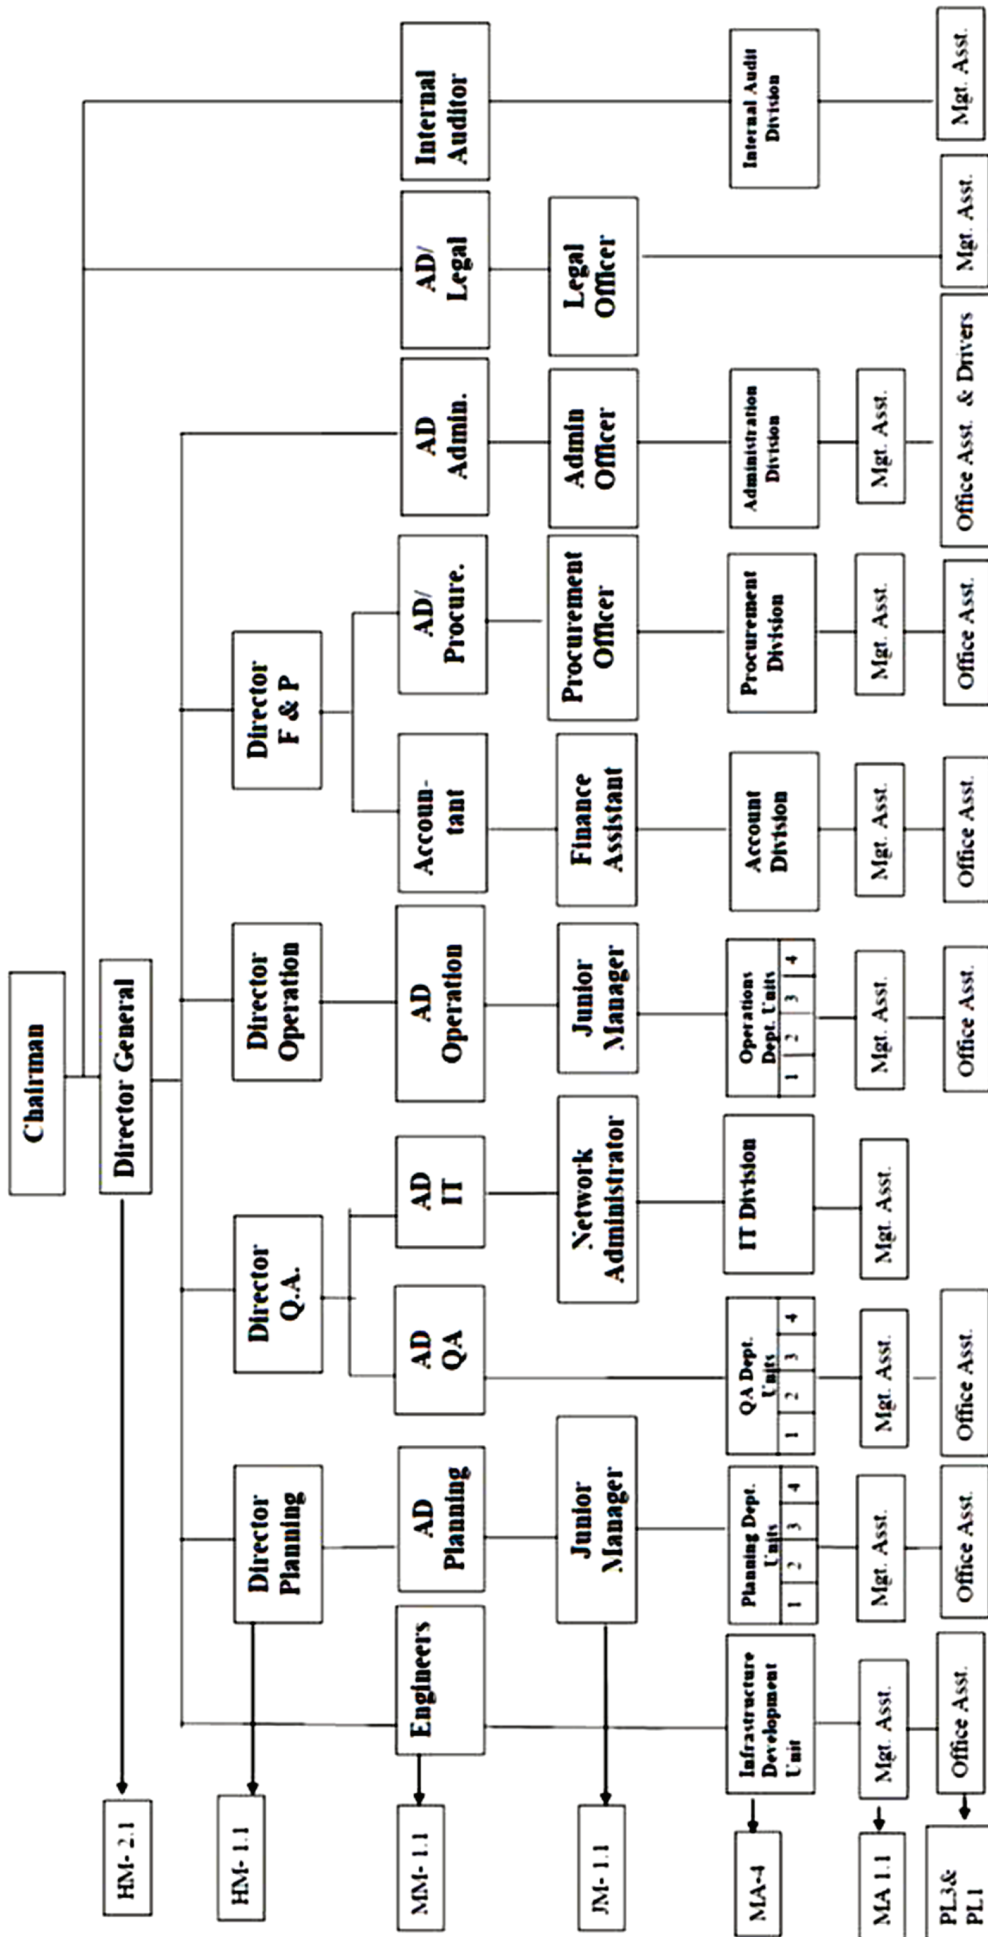 Chairman
HM- 2.1
Director General
HM- 1.1
Director
Planning
Director
Q.A.
Director
Operation
Director
F & P
MM- 1.1
Engineers
AD
Planning
AD
QA
AD
IT
AD
Operation
Accoun-
tant
AD/
Procure.
AD
Admin.
AD/
Legal
Internal
Auditor
JM- 1.1
Junior
Manager
Network
Administrator
Junior
Manager
Finance
Assistant
Procurement
Officer
Admin
Officer
Legal
Officer
MA-4
Infrastructure
Development
Unit
Planning Dept.
Units
1 2 3 4
QA Dept.
Units
1 2 3 4
IT Division
Operations
Dept. Units
1 2 3 4
Account
Division
Procurement
Division
Administration
Division
Internal Audit
Division
MA 1.1
Mgt. Asst.
Mgt. Asst.
Mgt. Asst.
Mgt. Asst.
Mgt. Asst.
Mgt. Asst.
Mgt. Asst.
Mgt. Asst.
PL3&
PL1
Office Asst.
Office Asst.
Office Asst.
Office Asst.
Office Asst.
Office Asst.
Office Asst. & Drivers
Mgt. Asst.
Mgt. Asst.